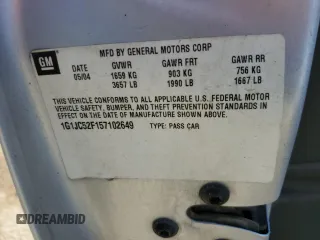 GM
MFD BY GENERAL MOTORS CORP
DATE GVWR GAWR FRT GAWR RR
05/04 1659 KG 903 KG 756 KG
3657 LB 1990 LB 1667 LB
THIS VEHICLE CONFORMS TO ALL APPLICABLE U.S. FEDERAL MOTOR
VEHICLE SAFETY, BUMPER, AND THEFT PREVENTION STANDARDS IN
EFFECT ON THE DATE OF MANUFACTURE SHOWN ABOVE.
1G1JC52F157102649 TYPE: PASS CAR
DREAMBID